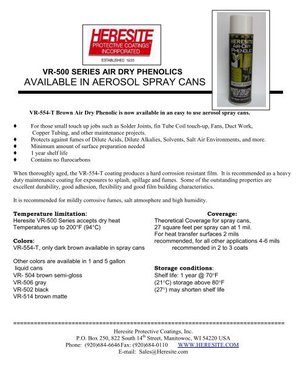 HERESITE
PROTECTIVE COATINGS
INCORPORATED
ESTABLISHED 1935
HERESITE
AIR-DRY
PHENOLIC
VR-500 SERIES AIR DRY PHENOLICS
AVAILABLE IN AEROSOL SPRAY CANS
VR-554-T Brown Air Dry Phenolic is now available in an easy to use aerosol spray cans.
♦ For those small touch up jobs such as Solder Joints, fin Tube Coil touch-up, Fans, Duct Work,
Copper Tubing, and other maintenance projects.
♦ Protects against fumes of Dilute Acids, Dilute Alkalies, Solvents, Salt Air Environments, and more.
♦ Minimum amount of surface preparation needed
♦ 1 year shelf life
♦ Contains no fluorocarbons
When thoroughly aged, the VR-554-T coating produces a hard corrosion resistant film. It is recommended as a heavy
duty maintenance coating for exposures to splash, spillage and fumes. Some of the outstanding properties are
excellent durability, good adhesion, flexibility and good film building characteristics.
It is recommended for mildly corrosive fumes, salt atmosphere and high humidity.
Temperature limitation:
Heresite VR-500 Series accepts dry heat
Temperatures up to 200°F (94°C)
Colors:
VR-554-T, only dark brown available in spray cans
Other colors are available in 1 and 5 gallon
liquid cans
VR- 504 brown semi-gloss
VR-506 gray
VR-502 black
VR-514 brown matte
Coverage:
Theoretical Coverage for spray cans,
27 square feet per spray can at 1 mil.
(For heat transfer surfaces 2 mils
recommended, for all other applications 4-6 mils
recommended in 2 to 3 coats
Storage conditions:
Shelf life: 1 year @ 70°F
(21°C) storage above 80°F
(27°) may shorten shelf life
Heresite Protective Coatings, Inc.
P.O. Box 250, 822 South 14th Street, Manitowoc, WI 54220 USA
Phone: (920)684-6646 Fax: (920)684-0110 WWW.HERESITE.COM
E-mail: Sales@Heresite.com